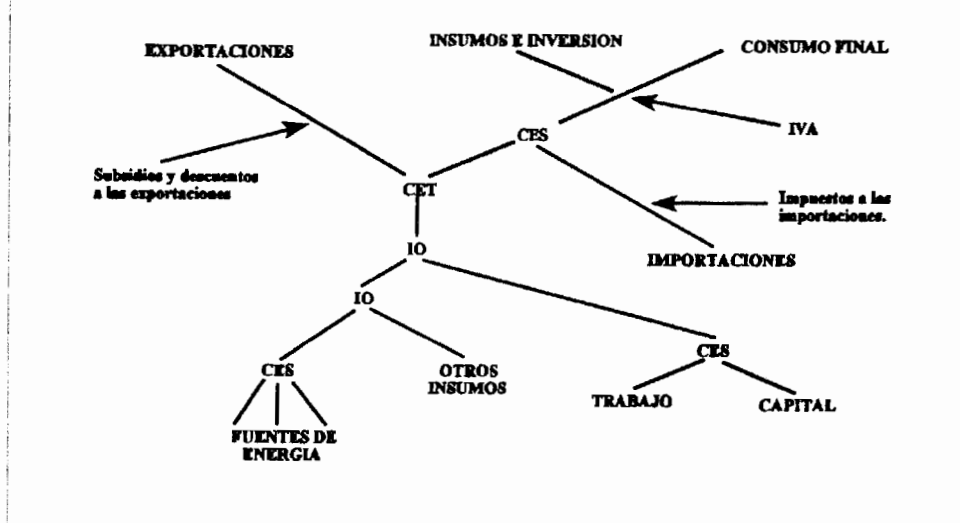 EXPORTACIONES
INSUMOS E INVERSION
CONSUMO FINAL
IVA
CES
Subsidios y descuentos
a las exportaciones
CET
Impuestos a las
importaciones.
IO
IMPORTACIONES
IO
CES
CES
OTROS
INSUMOS
TRABAJO
CAPITAL
FUENTES DE
ENERGIA